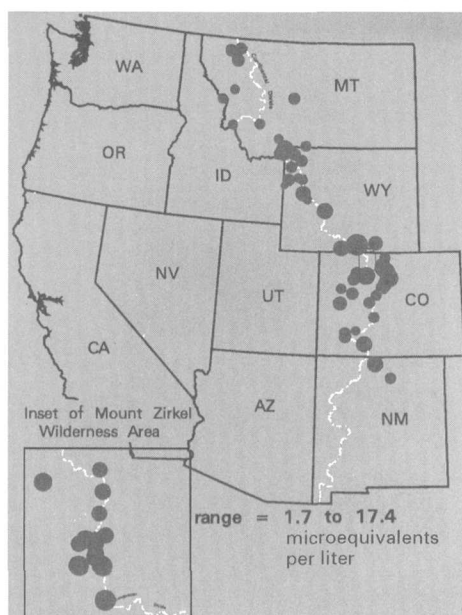 WA
MT
OR
ID
WY
NV
UT
CO
CA
AZ
NM
Inset of Mount Zirkel
Wilderness Area
range = 1.7 to 17.4
microequivalents
per liter